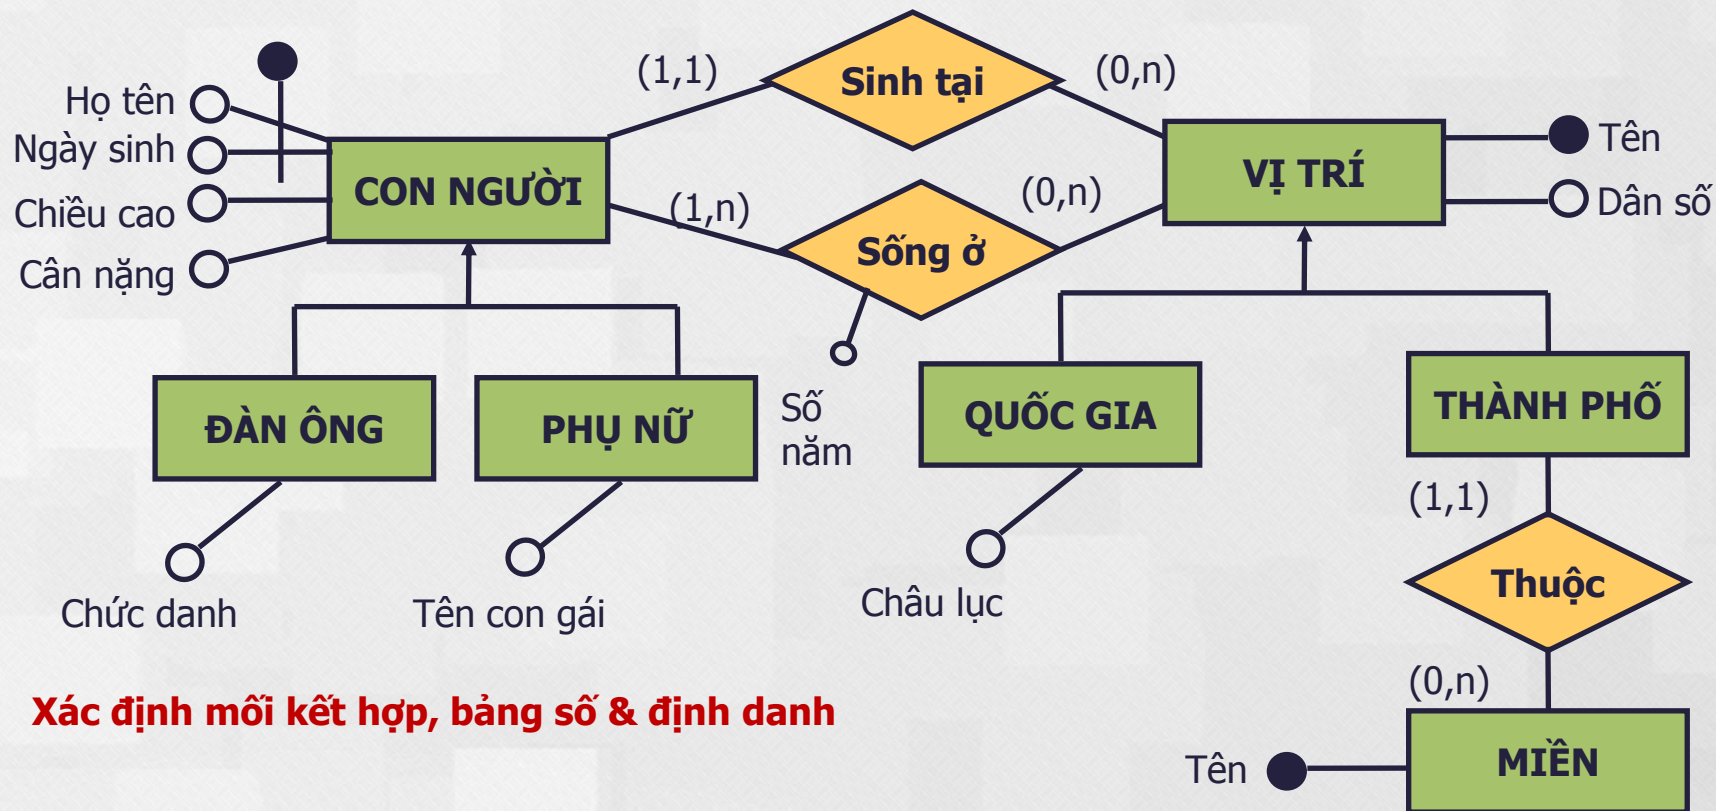 (1,1)
Sinh tại
(0,n)
Họ tên
Ngày sinh
Chiều cao
Cân nặng
CON NGƯỜI
VỊ TRÍ
Tên
Dân số
(1,n)
Sống ở
(0,n)
ĐÀN ÔNG
PHỤ NỮ
Số
năm
QUỐC GIA
THÀNH PHỐ
Chức danh
Tên con gái
Châu lục
(1,1)
Thuộc
(0,n)
Xác định mối kết hợp, bảng số & định danh
Tên
MIỀN